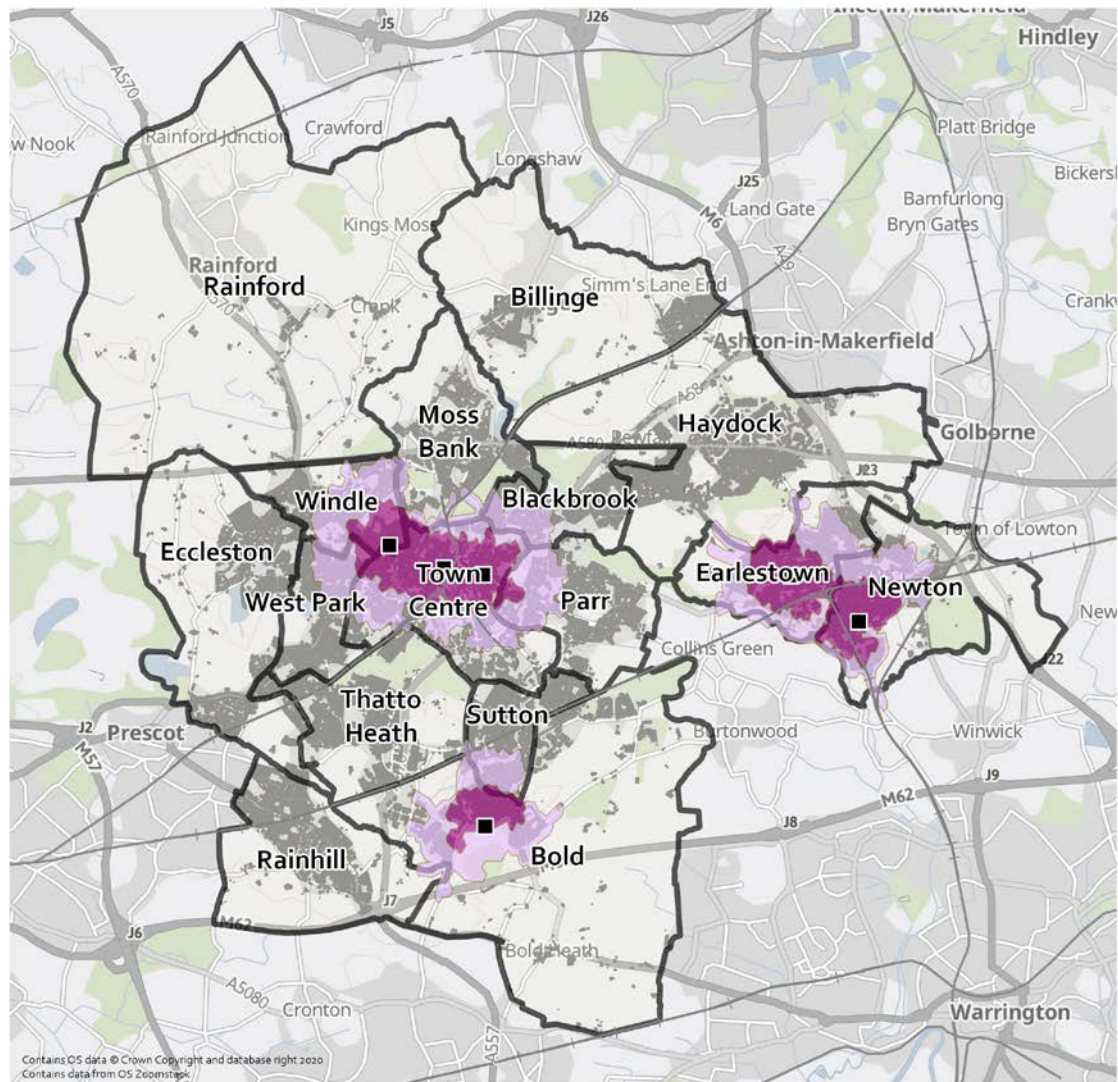 Hindley
J5
J26
A570
Rainford Junction
Crawford
Platt Bridge
w Nook
Longshaw
J25
M6
Land Gate
Bamfurlong
Bryn Gates
Kings Moss
A49
Rainford
Rainford
A570
Crank
Billinge
Simm's Lane End
Ashton-in-Makerfield
A58
Moss
Bank
Haydock
A580
Golborne
J23
Windle
Blackbrook
Eccleston
Town of Lowton
West Park
Town
Centre
Parr
Earlestown
Newton
Collins Green
J22
Thatto
Heath
Sutton
J2
Prescot
M57
Burtonwood
Winwick
J9
M62
J8
Rainhill
Bold
J7
M62
J6
Bold Heath
A5080
Cronton
A557
Warrington
Contains OS data © Crown Copyright and database right 2020
Contains data from OS Zoomstack